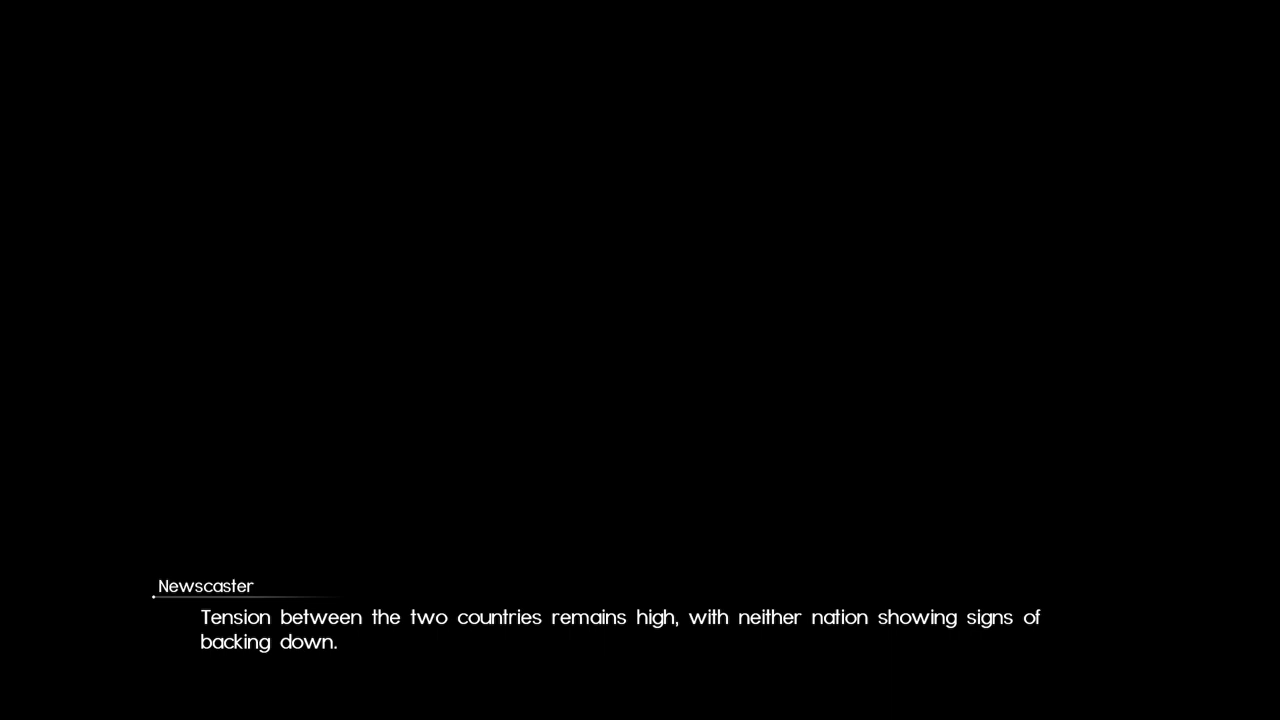 Newscaster
Tension between the two countries remains high, with neither nation showing signs of
backing down.